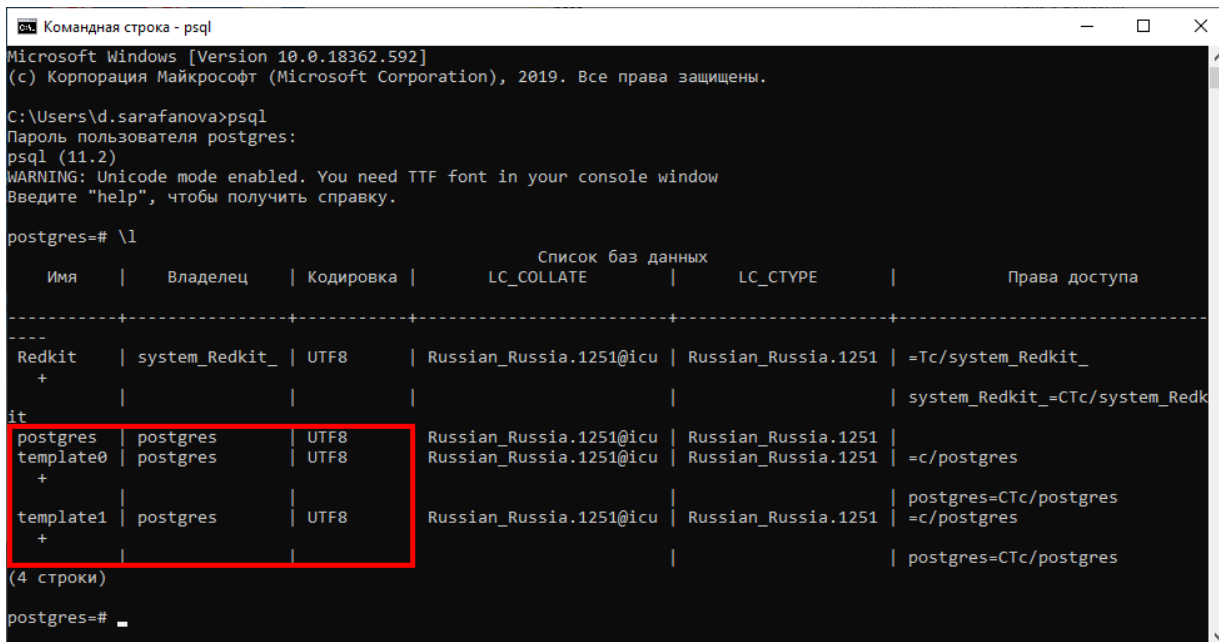 Командная строка - psql
Microsoft Windows [Version 10.0.18362.592]
(c) Корпорация Майкрософт (Microsoft Corporation), 2019. Все права защищены.
C:\Users\d.sarafanova>psql
Пароль пользователя postgres:
psql (11.2)
WARNING: Unicode mode enabled. You need TTF font in your console window
Введите "help", чтобы получить справку.
postgres=# \l
Список баз данных
Имя | Владелец | Кодировка | LC_COLLATE | LC_CTYPE | Права доступа
-----------+----------------+-----------+-------------------------+---------------------+------------------------------
----
Redkit | system_Redkit_ | UTF8 | Russian_Russia.1251@icu | Russian_Russia.1251 | =Tc/system_Redkit_
+
| | | | | system_Redkit_=CTc/system_Redk
it
postgres | postgres | UTF8 Russian_Russia.1251@icu | Russian_Russia.1251 |
template0 | postgres | UTF8 Russian_Russia.1251@icu | Russian_Russia.1251 | =c/postgres
+
| | | | postgres=CTc/postgres
template1 | postgres | UTF8 Russian_Russia.1251@icu | Russian_Russia.1251 | =c/postgres
+
| | | | postgres=CTc/postgres
(4 строки)
postgres=#